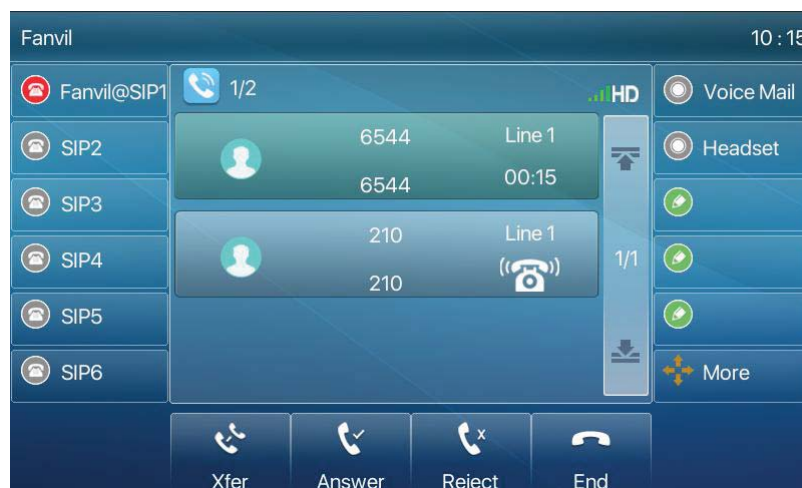 Fanvil
10 : 15
Fanvil@SIP1
SIP2
SIP3
SIP4
SIP5
SIP6
1/2
HD
6544
Line 1
6544
00:15
210
Line 1
210
1/1
Voice Mail
Headset
More
Xfer
Answer
Reject
End